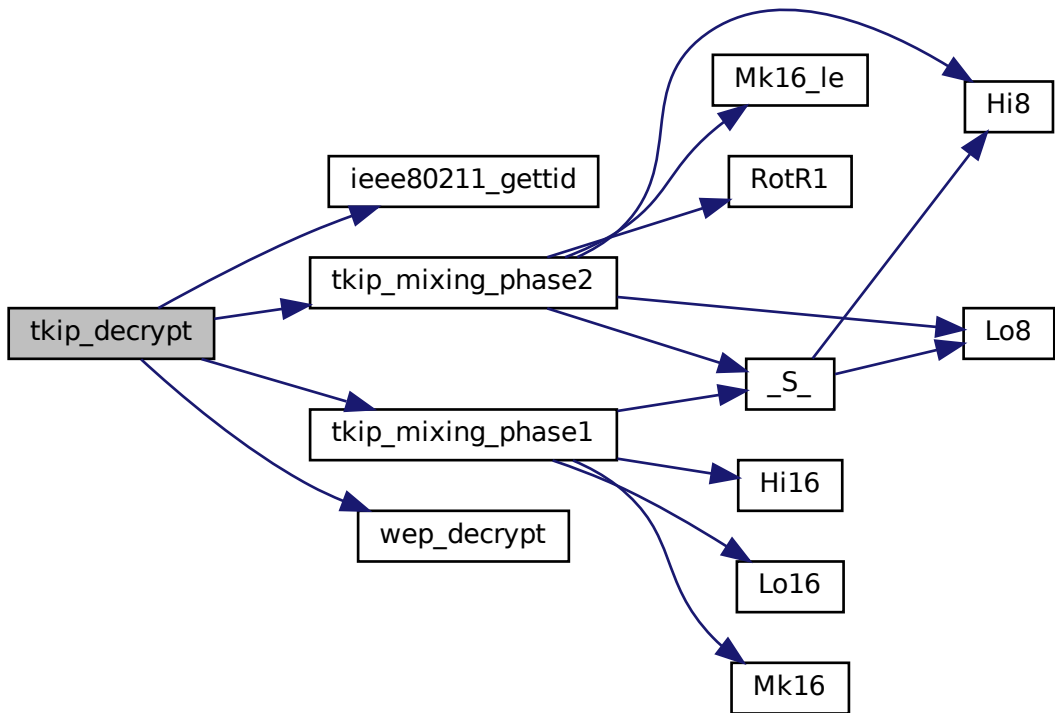 tkip_decrypt
ieee80211_gettid
tkip_mixing_phase2
tkip_mixing_phase1
wep_decrypt
Mk16_le
RotR1
_S_
Hi16
Lo16
Mk16
Hi8
Lo8